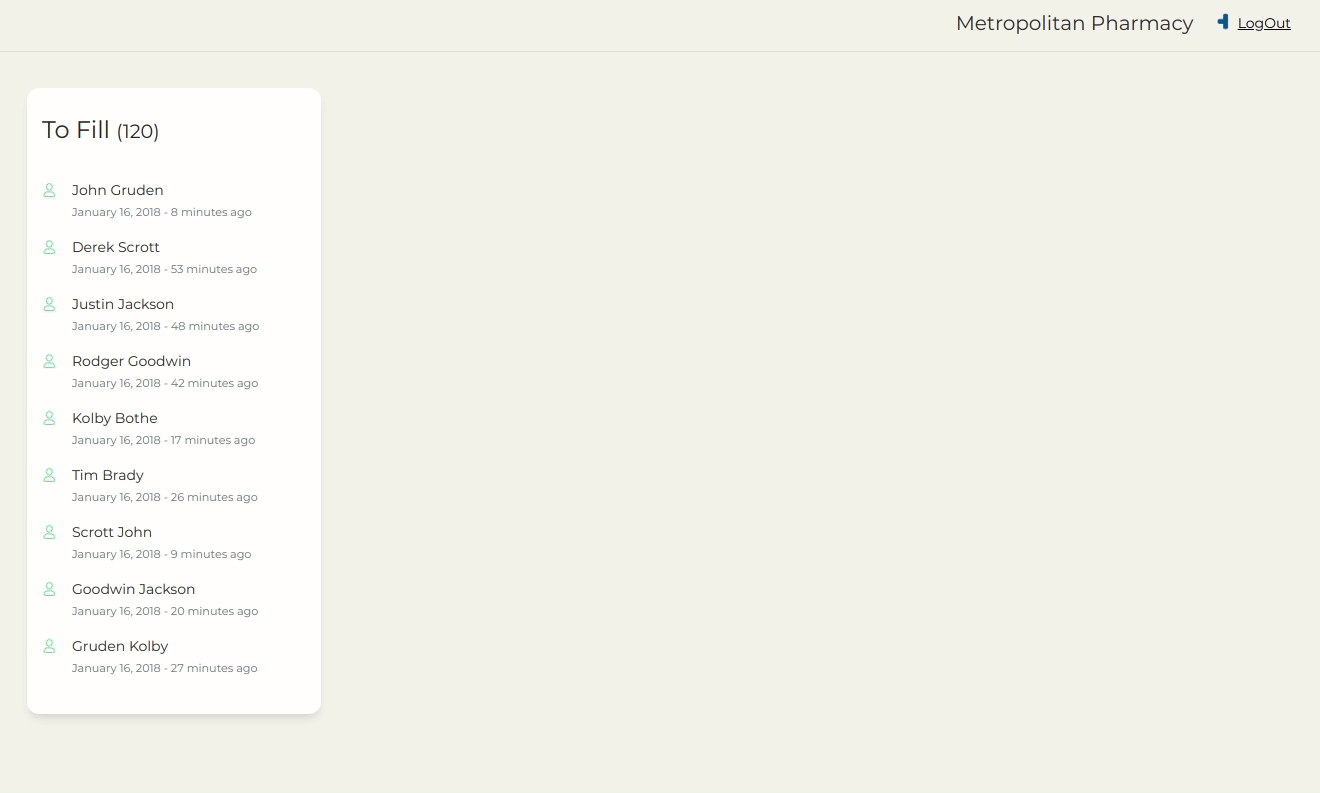 Metropolitan Pharmacy LogOut
To Fill (120)
John Gruden
January 16, 2018 - 8 minutes ago
Derek Scrott
January 16, 2018 - 53 minutes ago
Justin Jackson
January 16, 2018 - 48 minutes ago
Rodger Goodwin
January 16, 2018 - 42 minutes ago
Kolby Bothe
January 16, 2018 - 17 minutes ago
Tim Brady
January 16, 2018 - 26 minutes ago
Scrott John
January 16, 2018 - 9 minutes ago
Goodwin Jackson
January 16, 2018 - 20 minutes ago
Gruden Kolby
January 16, 2018 - 27 minutes ago